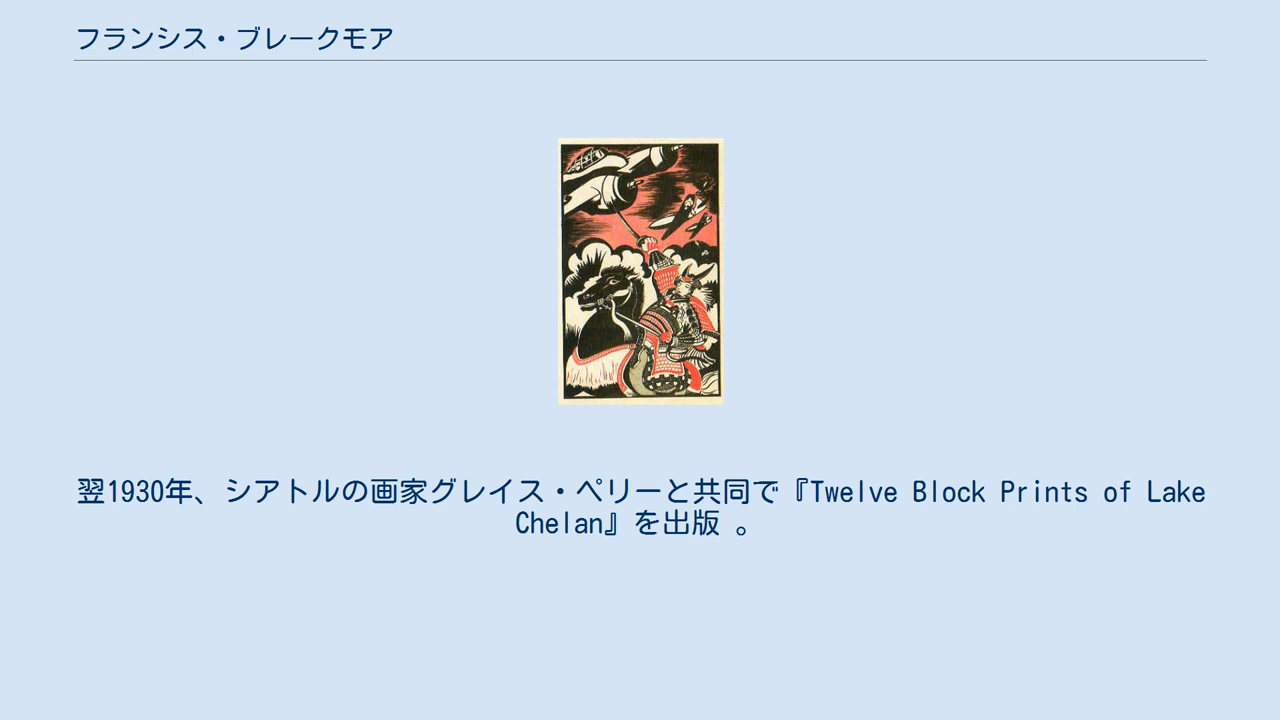 フランシス・ブレークモア
翌1930年、シアトルの画家グレイス・ペリーと共同で『Twelve Block Prints of Lake
Chelan』を出版 。